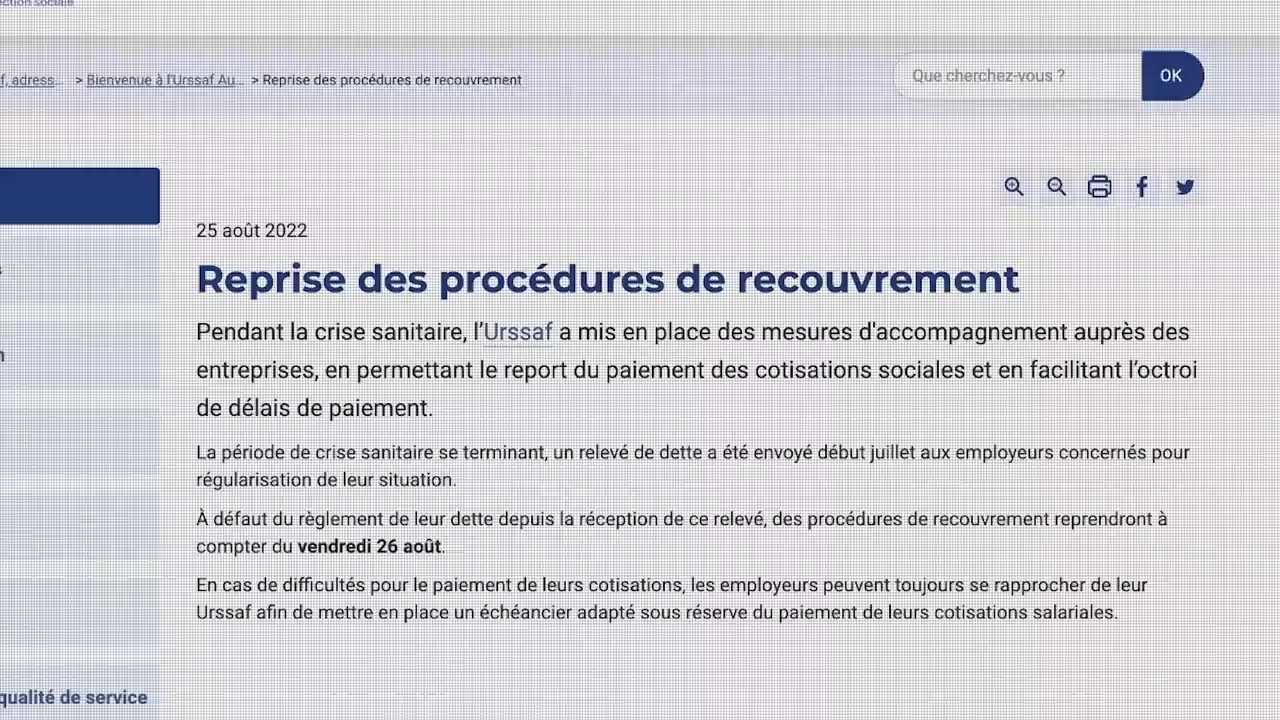 ction sociale
f, adress... > Bienvenue à l'Urssaf Au... > Reprise des procédures de recouvrement
Que cherchez-vous ?
OK
25 août 2022
Reprise des procédures de recouvrement
Pendant la crise sanitaire, l’Urssaf a mis en place des mesures d'accompagnement auprès des
entreprises, en permettant le report du paiement des cotisations sociales et en facilitant l’octroi
de délais de paiement.
La période de crise sanitaire se terminant, un relevé de dette a été envoyé début juillet aux employeurs concernés pour
régularisation de leur situation.
À défaut du règlement de leur dette depuis la réception de ce relevé, des procédures de recouvrement reprendront à
compter du vendredi 26 août.
En cas de difficultés pour le paiement de leurs cotisations, les employeurs peuvent toujours se rapprocher de leur
Urssaf afin de mettre en place un échéancier adapté sous réserve du paiement de leurs cotisations salariales.
qualité de service